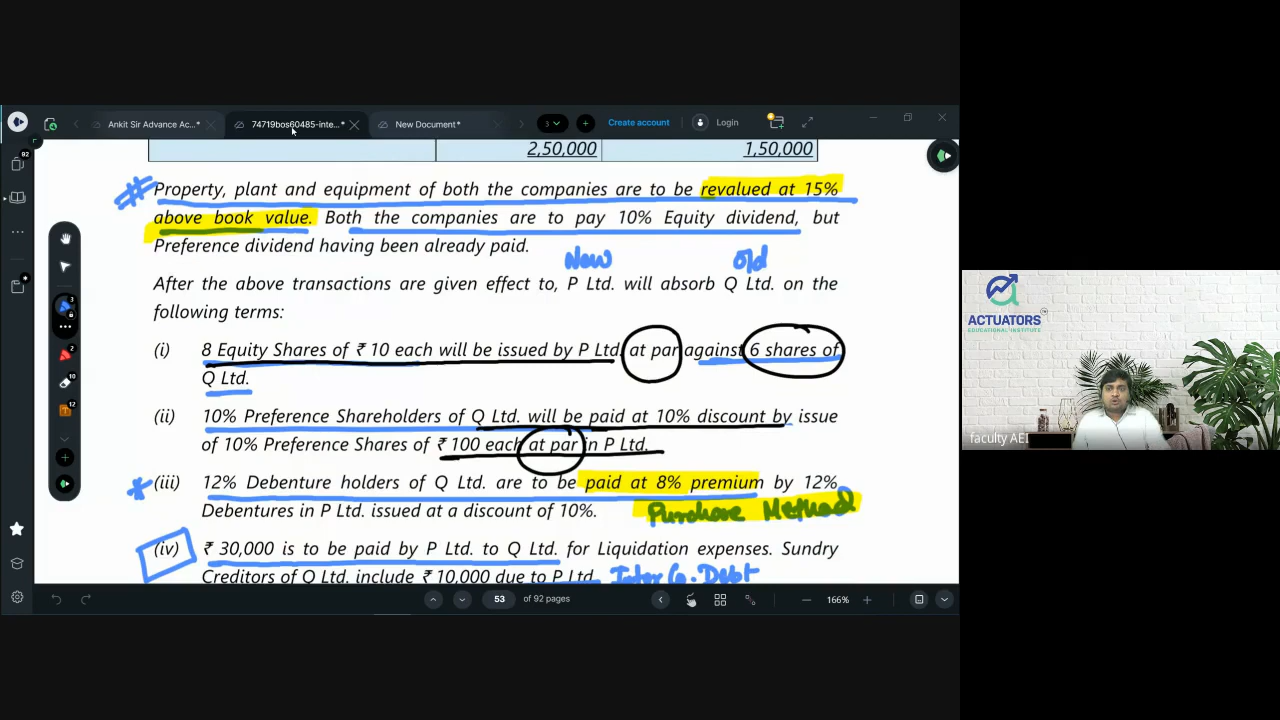 Ankit Sir Advance Ac...*
74719bos60485-inte...*
New Document*
3
Create account
Login
92
2,50,000 1,50,000
Property, plant and equipment of both the companies are to be revalued at 15%
above book value. Both the companies are to pay 10% Equity dividend, but
Preference dividend having been already paid.
New Old
After the above transactions are given effect to, P Ltd. will absorb Q Ltd. on the
following terms:
(i) 8 Equity Shares of ₹ 10 each will be issued by P Ltd. at par against 6 shares of
Q Ltd.
(ii) 10% Preference Shareholders of Q Ltd. will be paid at 10% discount by issue
of 10% Preference Shares of ₹ 100 each at par in P Ltd.
(iii) 12% Debenture holders of Q Ltd. are to be paid at 8% premium by 12%
Debentures in P Ltd. issued at a discount of 10%.
Purchase Method
(iv) ₹ 30,000 is to be paid by P Ltd. to Q Ltd. for Liquidation expenses. Sundry
Creditors of Q Ltd. include ₹ 10,000 due to P Ltd. Inter Co. Debt
3
2
10
12
53 of 92 pages
166%
ACTUATORS
EDUCATIONAL INSTITUTE
faculty AEI